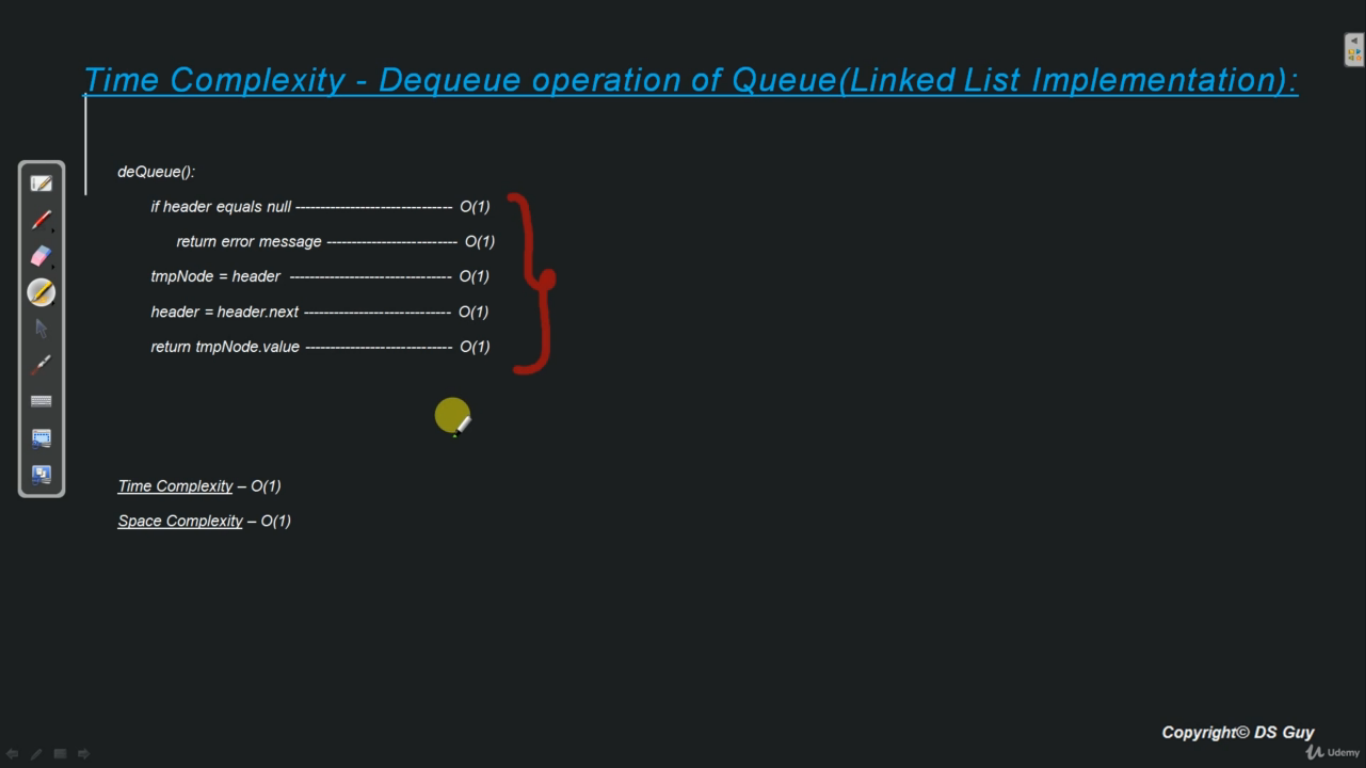 Time Complexity - Dequeue operation of Queue(Linked List Implementation):
deQueue():
if header equals null ------------------------------- O(1)
return error message -------------------------- O(1)
tmpNode = header -------------------------------- O(1)
header = header.next ----------------------------- O(1)
return tmpNode.value ----------------------------- O(1)
Time Complexity – O(1)
Space Complexity – O(1)
Copyright© DS Guy
Udemy